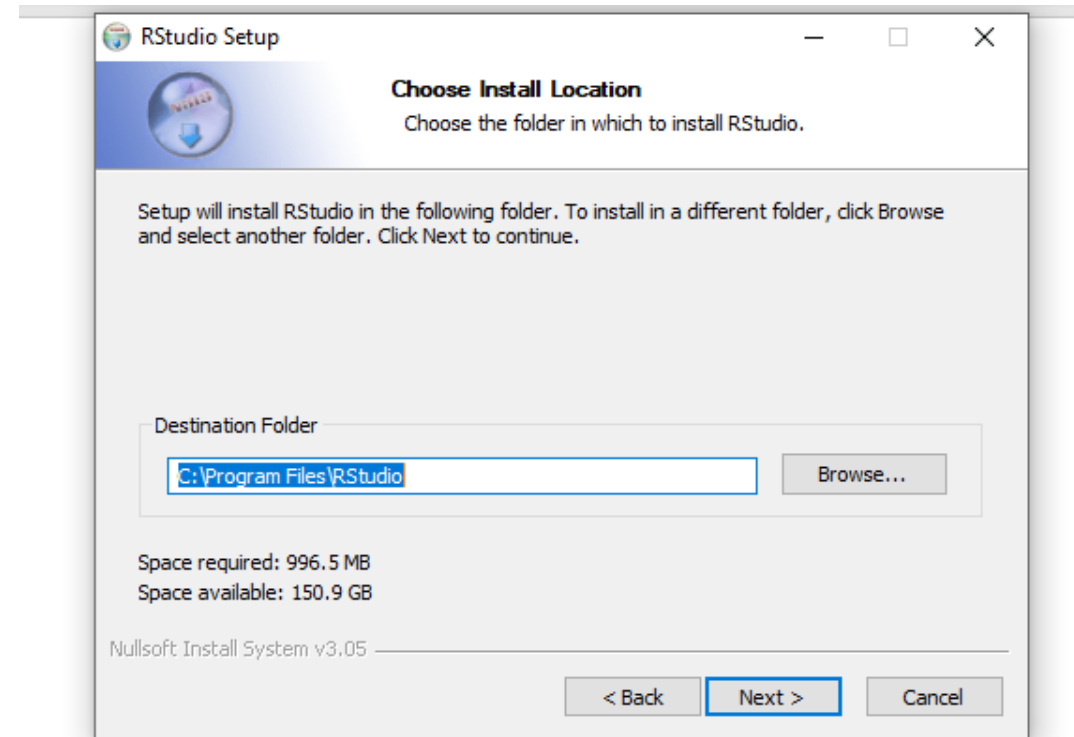 RStudio Setup
Choose Install Location
Choose the folder in which to install RStudio.
Setup will install RStudio in the following folder. To install in a different folder, click Browse
and select another folder. Click Next to continue.
Destination Folder
C:\Program Files\RStudio
Browse...
Space required: 996.5 MB
Space available: 150.9 GB
Nullsoft Install System v3.05
< Back
Next >
Cancel